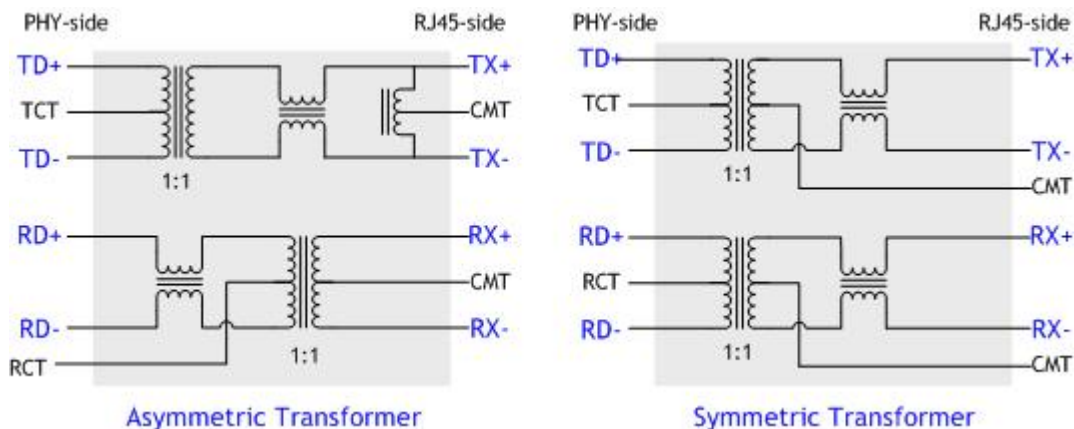 PHY-side RJ45-side
TD+ TX+
TCT CMT
TD- TX-
1:1
RD+ RX+
CMT
RD- RX-
RCT
1:1
Asymmetric Transformer
PHY-side RJ45-side
TD+ TX+
TCT
TD- TX-
1:1
CMT
RD+ RX+
RCT
RD- RX-
1:1
CMT
Symmetric Transformer